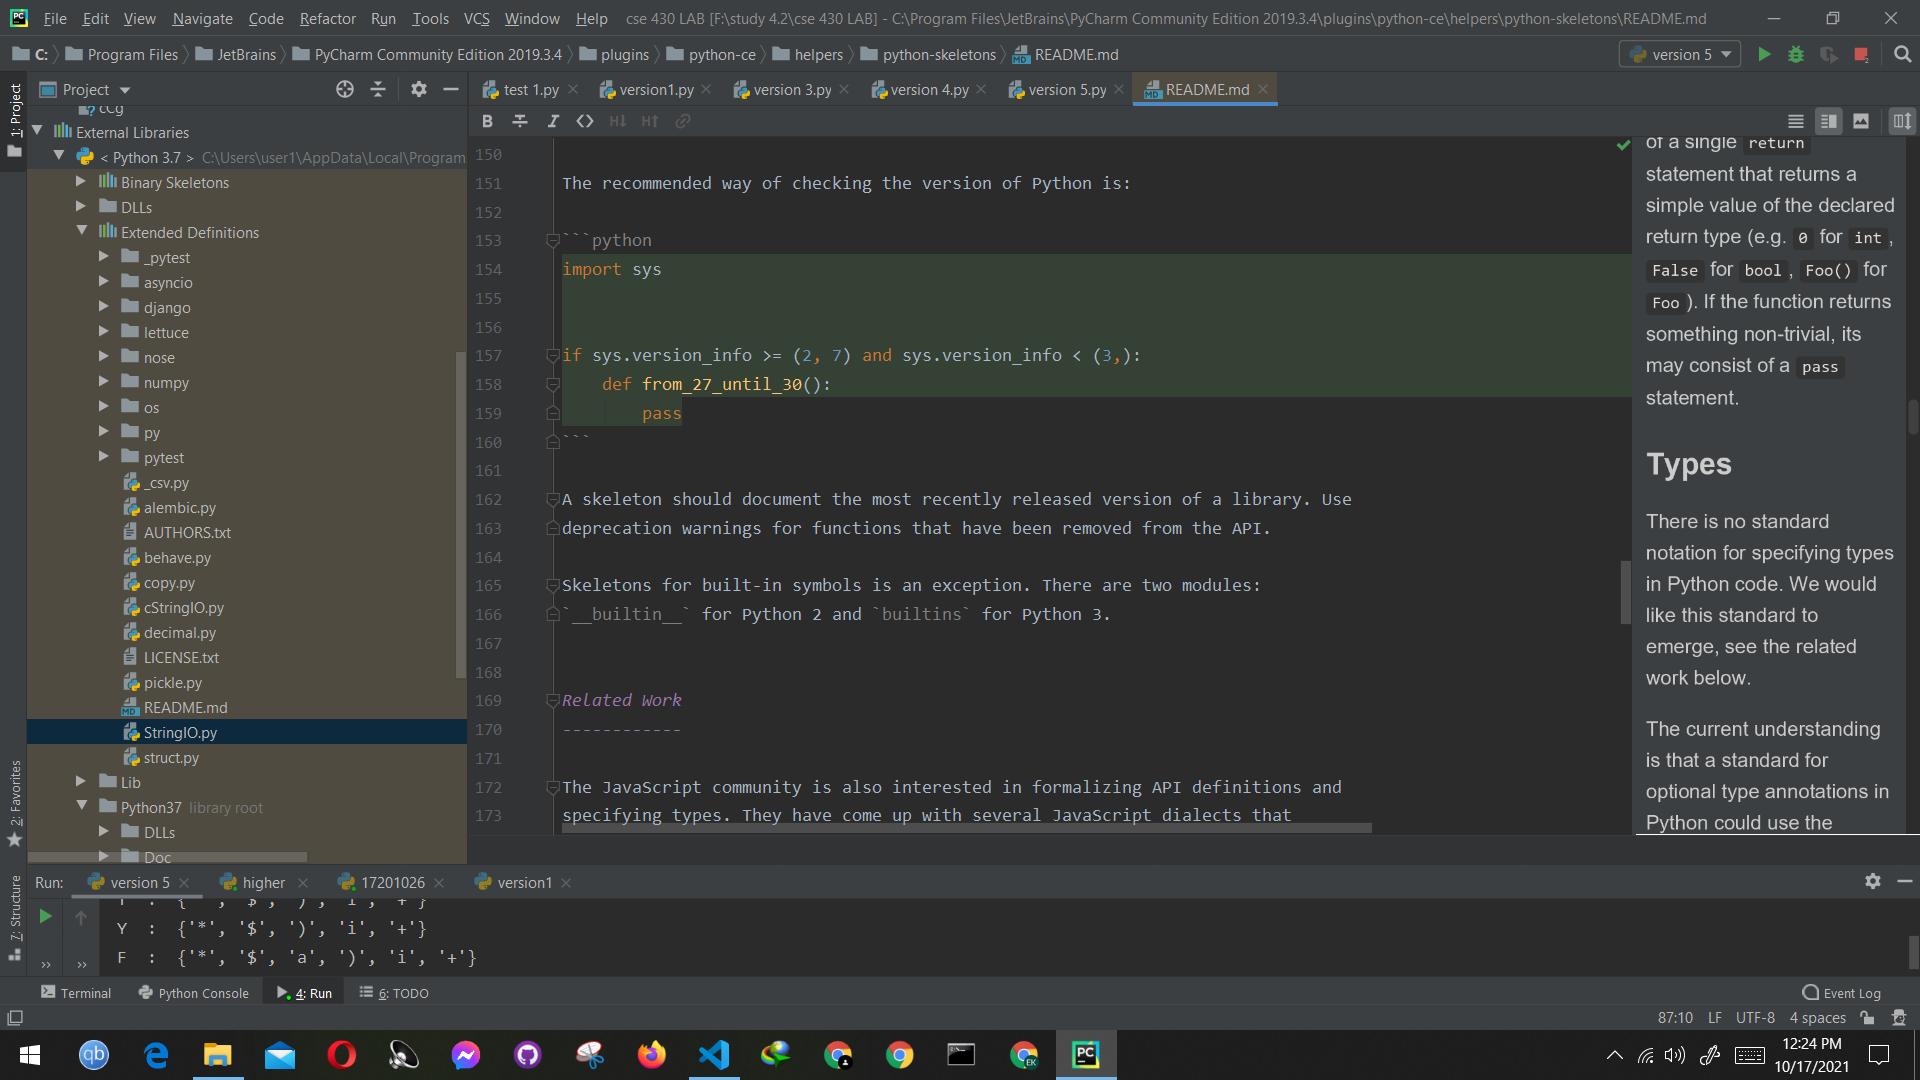 File Edit View Navigate Code Refactor Run Tools VCS Window Help cse 430 LAB [F:\study 4.2\cse 430 LAB] - C:\Program Files\JetBrains\PyCharm Community Edition 2019.3.4\plugins\python-ce\helpers\python-skeletons\README.md
C: Program Files JetBrains PyCharm Community Edition 2019.3.4 plugins python-ce helpers python-skeletons README.md version 5
1: Project
2: Favorites
7: Structure
Project
External Libraries
< Python 3.7 > C:\Users\user1\AppData\Local\Program
Binary Skeletons
DLLs
Extended Definitions
_pytest
asyncio
django
lettuce
nose
numpy
os
py
pytest
_csv.py
alembic.py
AUTHORS.txt
behave.py
copy.py
cStringIO.py
decimal.py
LICENSE.txt
pickle.py
README.md
StringIO.py
struct.py
Lib
Python37 library root
DLLs
Doc
test 1.py version1.py version 3.py version 4.py version 5.py README.md
B I <> H↓ H↑
150
151 The recommended way of checking the version of Python is:
152
153 ```python
154 import sys
155
156
157 if sys.version_info >= (2, 7) and sys.version_info < (3,):
158 def from_27_until_30():
159 pass
160 ```
161
162 A skeleton should document the most recently released version of a library. Use
163 deprecation warnings for functions that have been removed from the API.
164
165 Skeletons for built-in symbols is an exception. There are two modules:
166 `__builtin__` for Python 2 and `builtins` for Python 3.
167
168
169 Related Work
170 ------------
171
172 The JavaScript community is also interested in formalizing API definitions and
173 specifying types. They have come up with several JavaScript dialects that
of a single return
statement that returns a
simple value of the declared
return type (e.g. 0 for int ,
False for bool , Foo() for
Foo ). If the function returns
something non-trivial, its
may consist of a pass
statement.
Types
There is no standard
notation for specifying types
in Python code. We would
like this standard to
emerge, see the related
work below.
The current understanding
is that a standard for
optional type annotations in
Python could use the
Run: version 5 higher 17201026 version1
Y : {'*', '$', ')', 'i', '+'}
F : {'*', '$', 'a', ')', 'i', '+'}
Terminal Python Console 4: Run 6: TODO Event Log
87:10 LF UTF-8 4 spaces
12:24 PM
10/17/2021